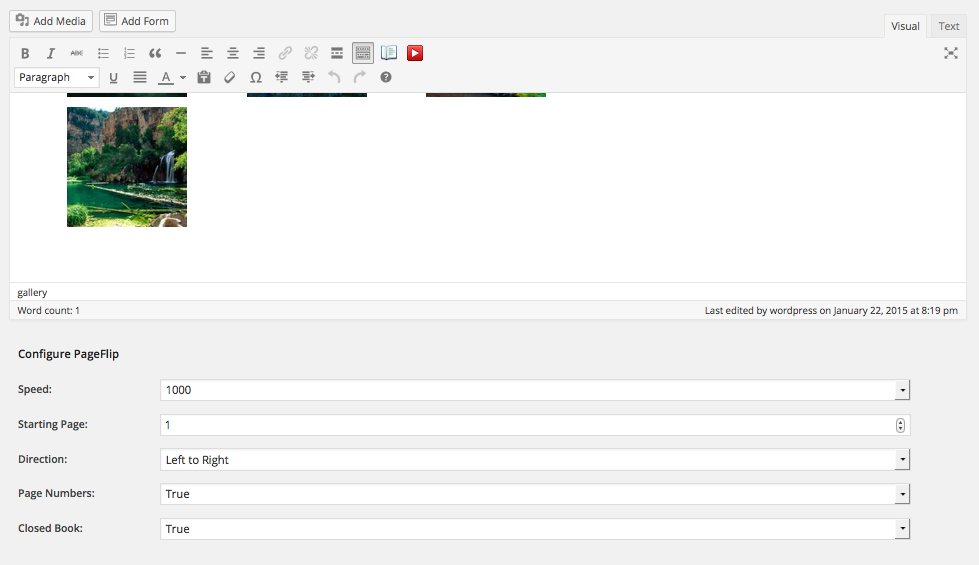 Add Media Add Form
Visual Text
B I ABC
Paragraph U A Ω
gallery
Word count: 1 Last edited by wordpress on January 22, 2015 at 8:19 pm
Configure PageFlip
Speed: 1000
Starting Page: 1
Direction: Left to Right
Page Numbers: True
Closed Book: True